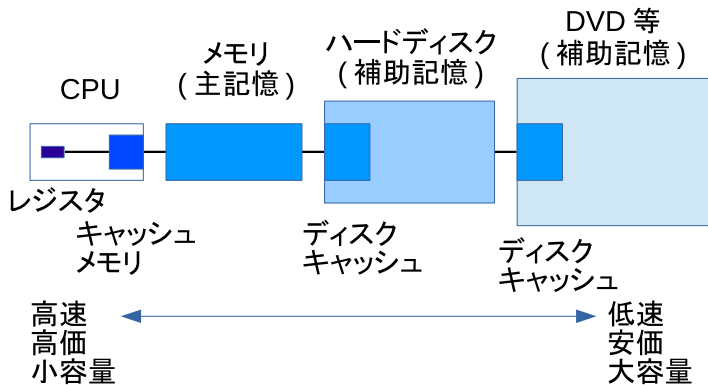 CPU
メモリ
(主記憶)
ハードディスク
(補助記憶)
DVD等
(補助記憶)
レジスタ
キャッシュ
メモリ
ディスク
キャッシュ
ディスク
キャッシュ
高速
高価
小容量
低速
安価
大容量